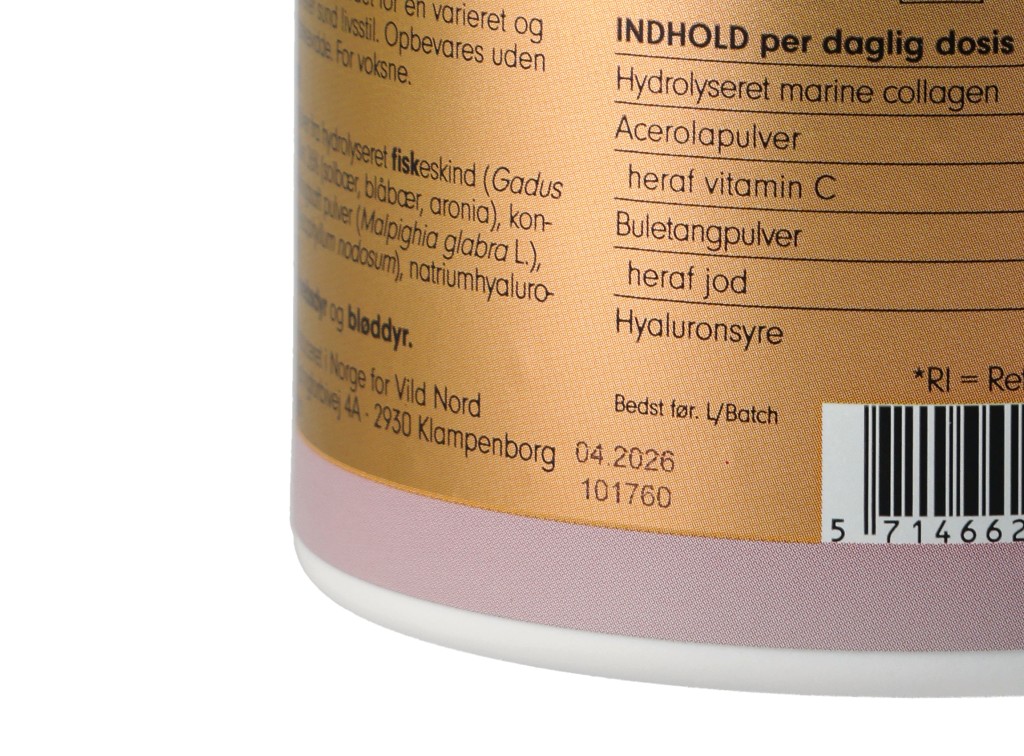 for en varieret og
sund livsstil. Opbevares uden
For voksne.
hydrolyseret fiskeskind (Gadus
(solbær, blåbær, aronia), kon-
pulver (Malpighia glabra L.),
nodosum), natriumhyaluro-
og bløddyr.
i Norge for Vild Nord
4A · 2930 Klampenborg
INDHOLD per daglig dosis
Hydrolyseret marine collagen
Acerolapulver
heraf vitamin C
Buletangpulver
heraf jod
Hyaluronsyre
*RI = Ref
Bedst før. L/Batch
04.2026
101760
5 714662